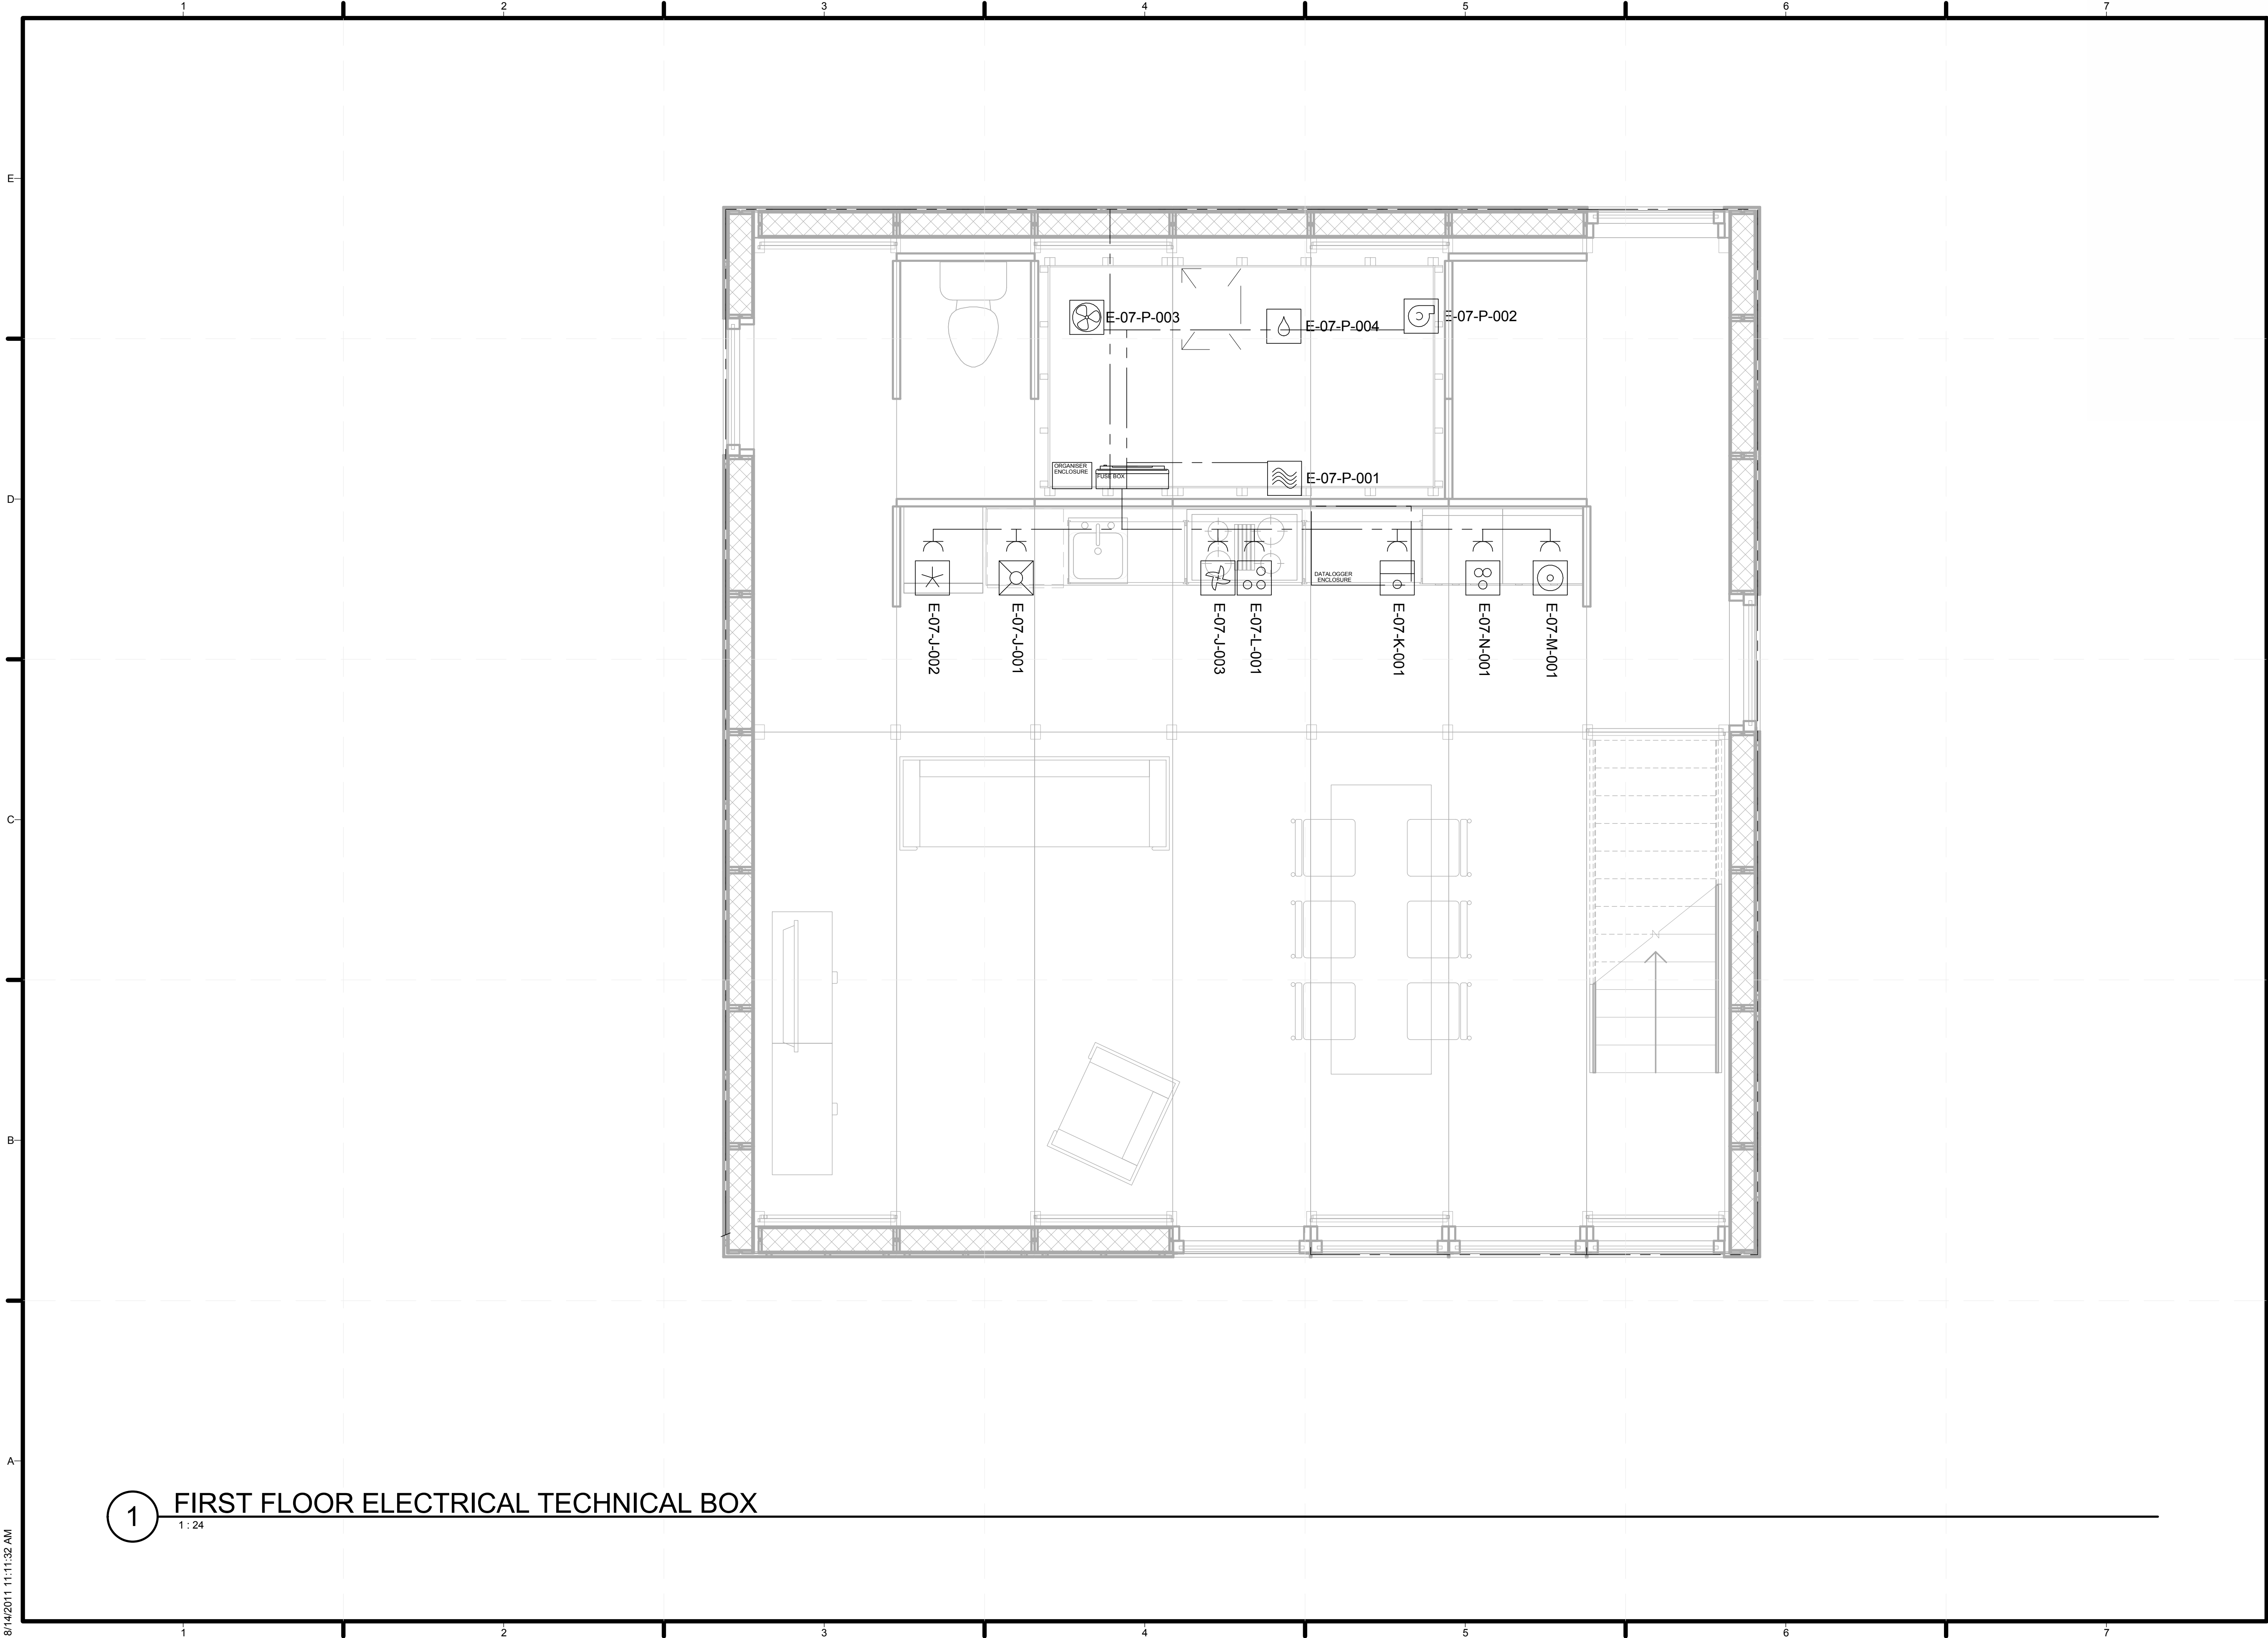 1 2 3 4 5 6 7
E
D
C
B
A
E-07-P-003
E-07-P-004
E-07-P-002
ORGANISER
ENCLOSURE
FUSE BOX
E-07-P-001
DATALOGGER
ENCLOSURE
E-07-J-002
E-07-J-001
E-07-J-003
E-07-L-001
E-07-K-001
E-07-N-001
E-07-M-001
1
FIRST FLOOR ELECTRICAL TECHNICAL BOX
1 : 24
8/14/2011 11:11:32 AM
1 2 3 4 5 6 7